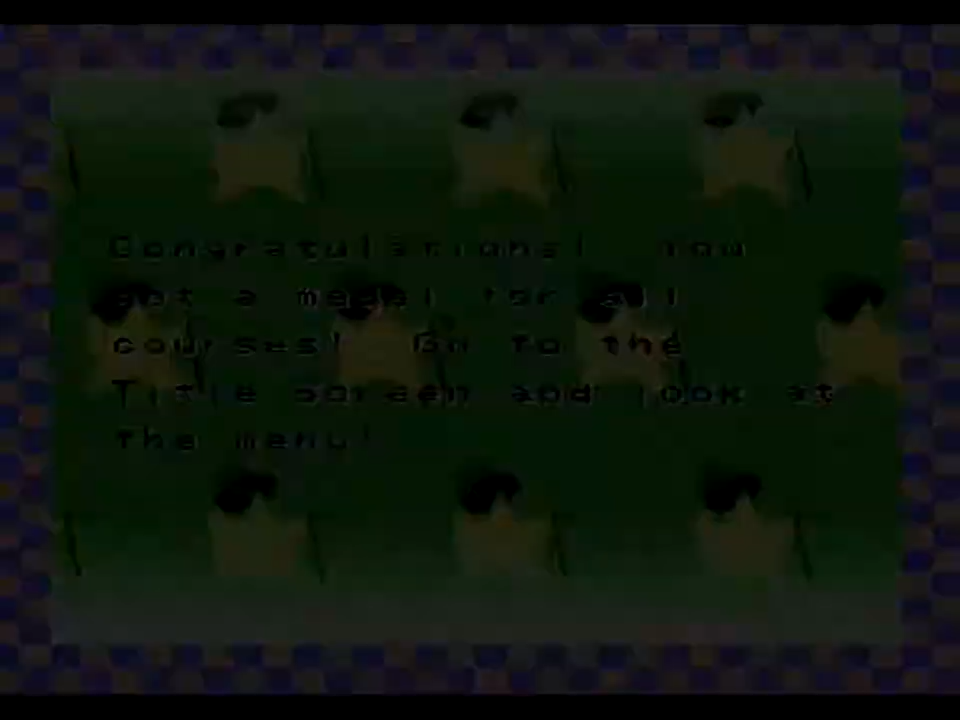 Congratulations! You
got a medal for all
courses! Go to the
Title screen and look at
the menu!